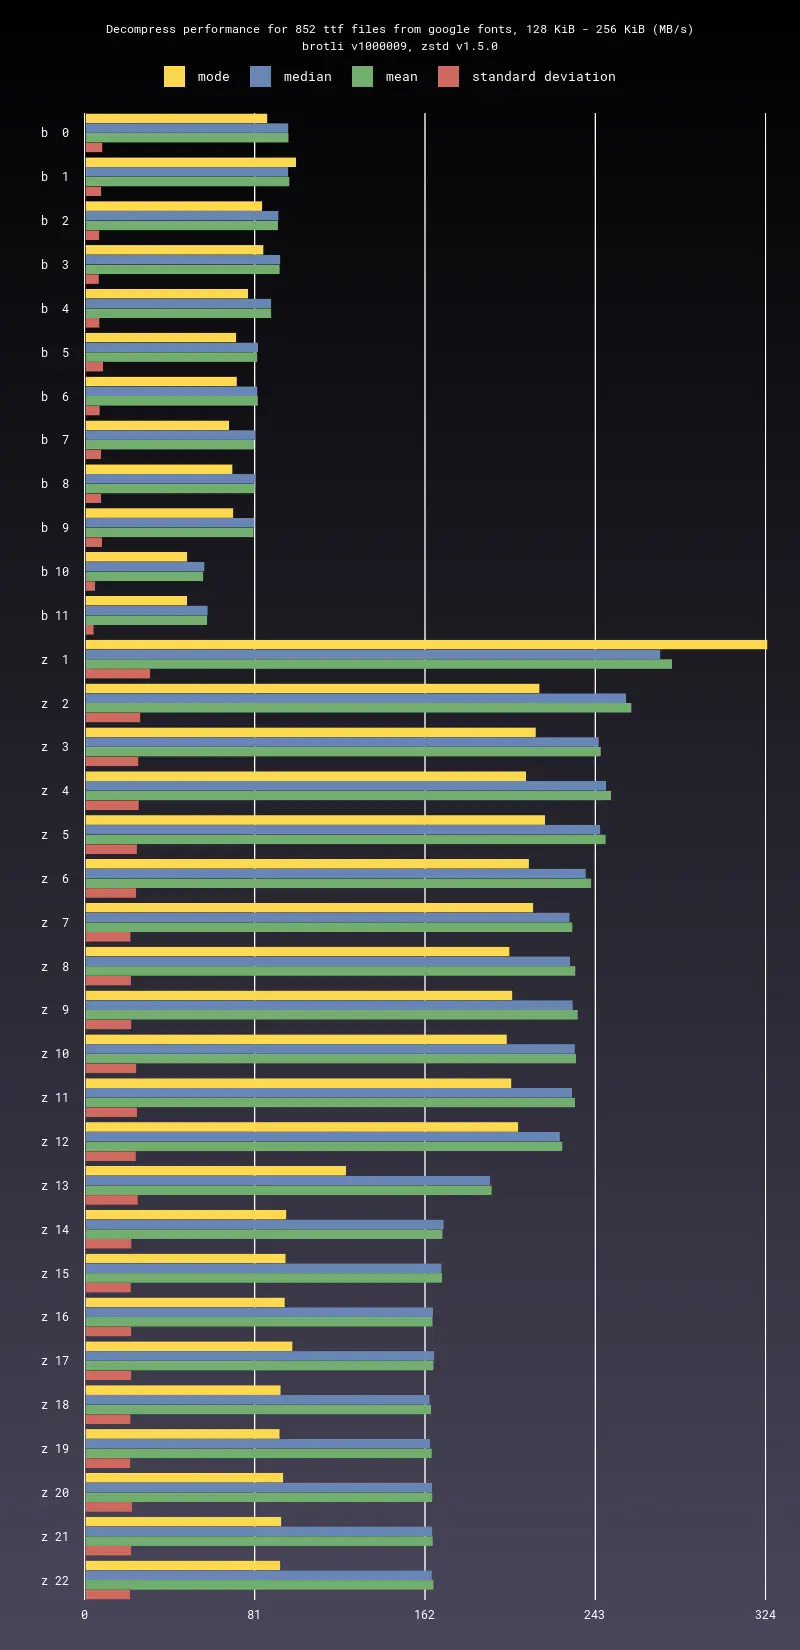 Decompress performance for 852 ttf files from google fonts, 128 KiB - 256 KiB (MB/s)
brotli v1000009, zstd v1.5.0
mode median mean standard deviation
b 0
b 1
b 2
b 3
b 4
b 5
b 6
b 7
b 8
b 9
b 10
b 11
z 1
z 2
z 3
z 4
z 5
z 6
z 7
z 8
z 9
z 10
z 11
z 12
z 13
z 14
z 15
z 16
z 17
z 18
z 19
z 20
z 21
z 22
0 81 162 243 324